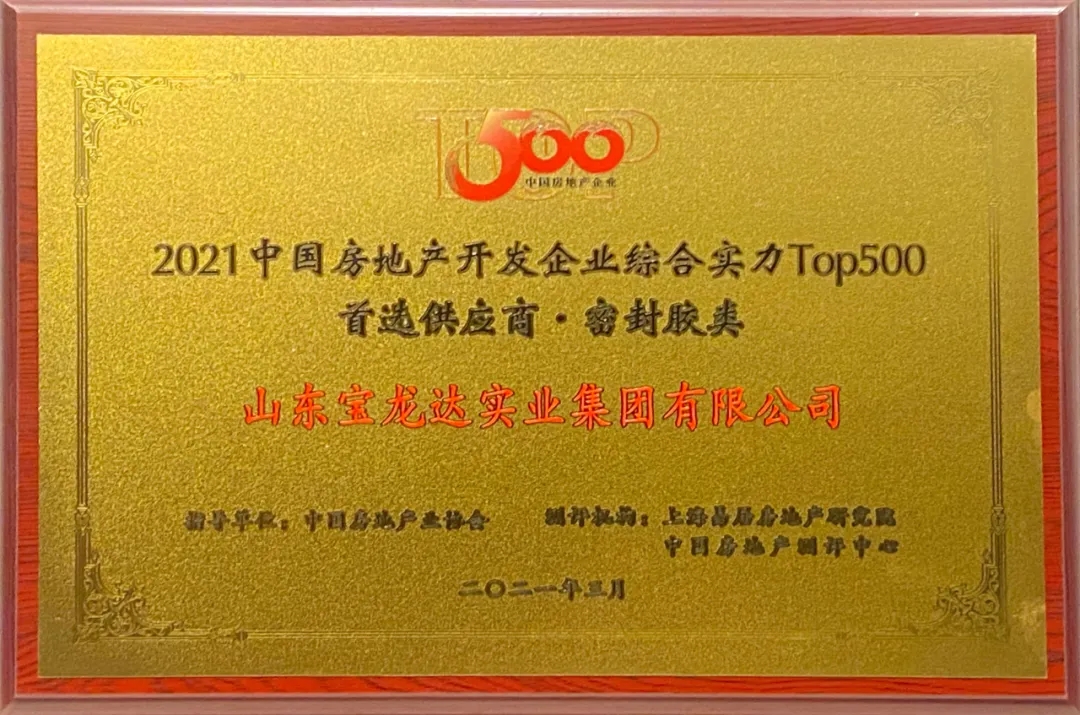 TOP
500
中国房地产企业
2021中国房地产开发企业综合实力Top500
首选供应商·密封胶类
山东宝龙达实业集团有限公司
指导单位：中国房地产业协会
测评机构：上海易居房地产研究院
中国房地产测评中心
二〇二一年三月